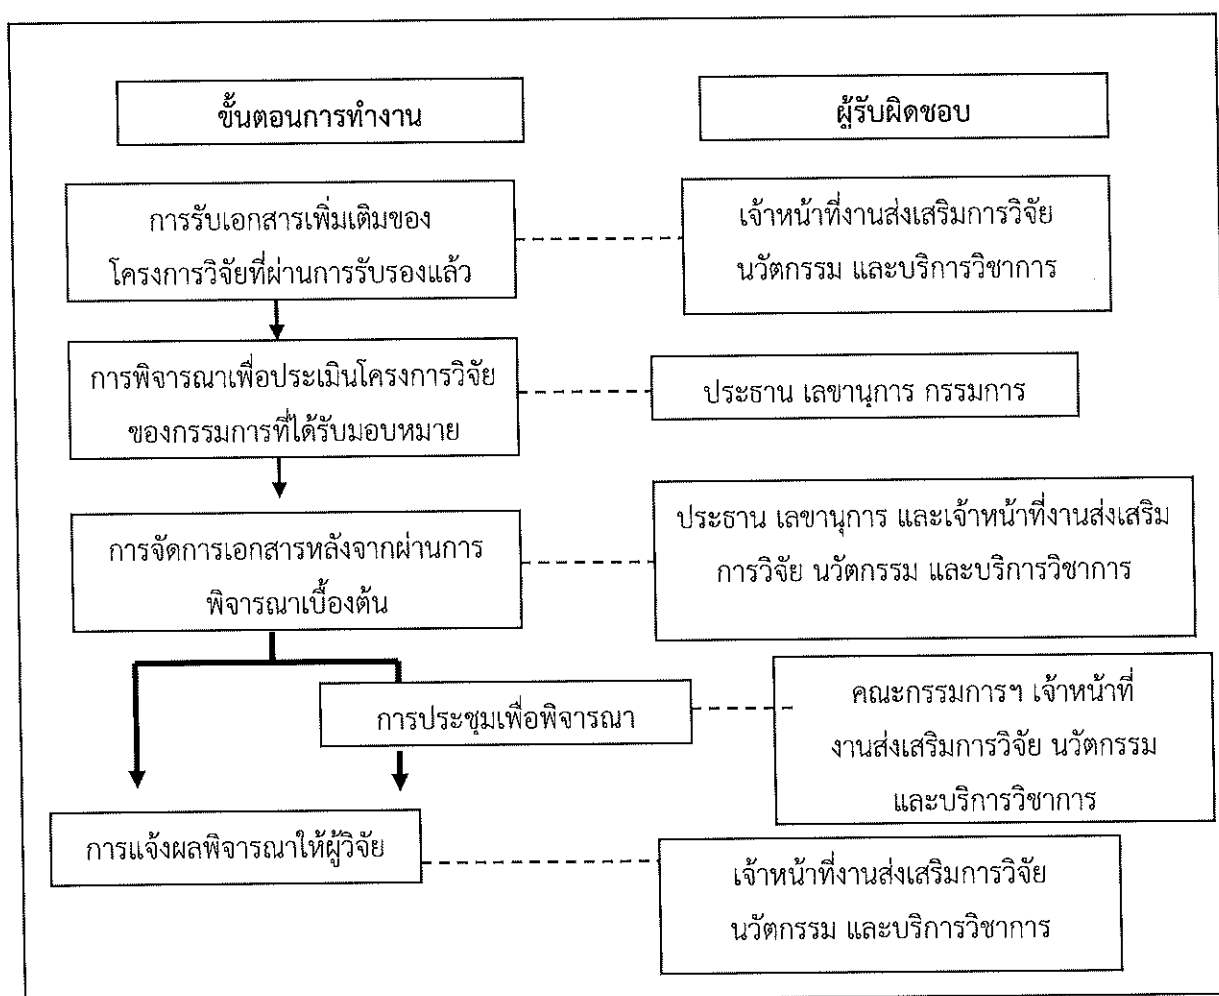 ขั้นตอนการทำงาน
ผู้รับผิดชอบ
การรับเอกสารเพิ่มเติมของ
โครงการวิจัยที่ผ่านการรับรองแล้ว
เจ้าหน้าที่งานส่งเสริมการวิจัย
นวัตกรรม และบริการวิชาการ
การพิจารณาเพื่อประเมินโครงการวิจัย
ของกรรมการที่ได้รับมอบหมาย
ประธาน เลขานุการ กรรมการ
การจัดการเอกสารหลังจากผ่านการ
พิจารณาเบื้องต้น
ประธาน เลขานุการ และเจ้าหน้าที่งานส่งเสริม
การวิจัย นวัตกรรม และบริการวิชาการ
การประชุมเพื่อพิจารณา
คณะกรรมการฯ เจ้าหน้าที่
งานส่งเสริมการวิจัย นวัตกรรม
และบริการวิชาการ
การแจ้งผลพิจารณาให้ผู้วิจัย
เจ้าหน้าที่งานส่งเสริมการวิจัย
นวัตกรรม และบริการวิชาการ